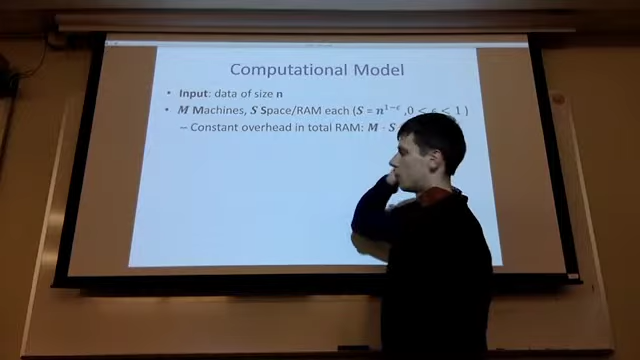 Computational Model
• Input: data of size n
• M Machines, S Space/RAM each (S = n^{1−ϵ}, 0 < ϵ < 1 )
– Constant overhead in total RAM: M · S